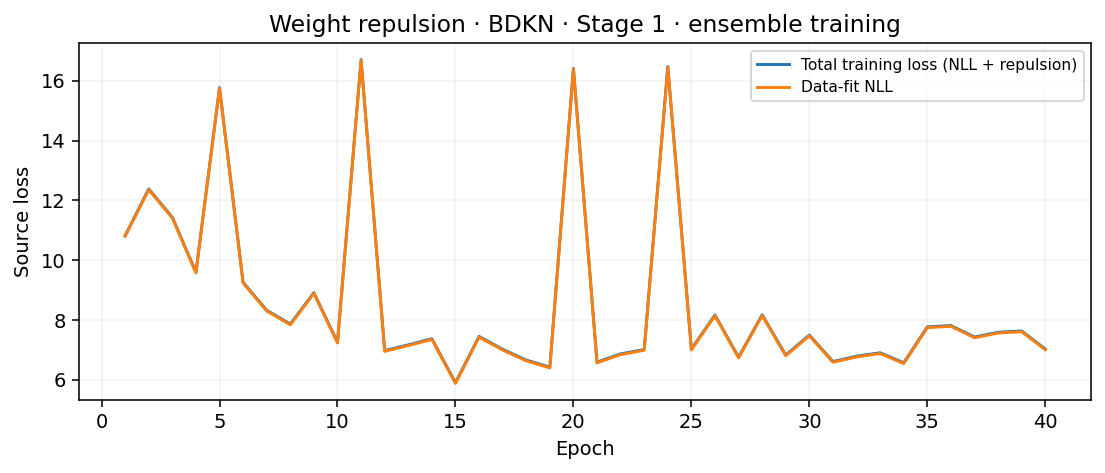 Weight repulsion · BDKN · Stage 1 · ensemble training
Total training loss (NLL + repulsion)
Data-fit NLL
Source loss
16
14
12
10
8
6
0 5 10 15 20 25 30 35 40
Epoch